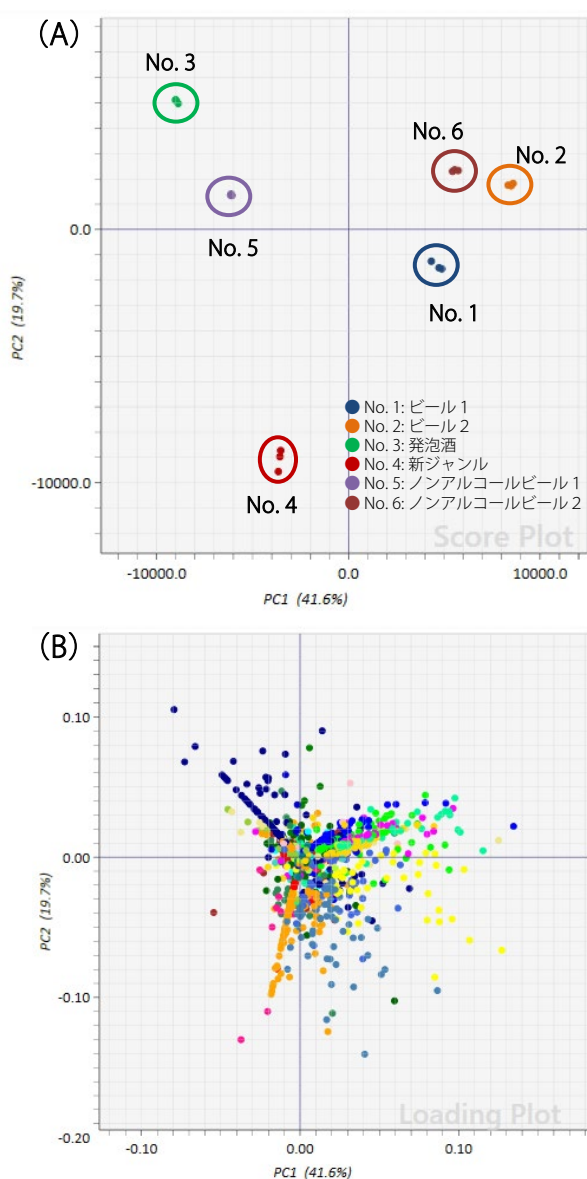 (A)
No. 3
No. 6
No. 2
0.0
No. 5
No. 1
PC2 (19.7%)
No. 1: ビール 1
No. 2: ビール 2
No. 3: 発泡酒
No. 4: 新ジャンル
No. 5: ノンアルコールビール 1
No. 6: ノンアルコールビール 2
-10000.0
No. 4
Score Plot
-10000.0
0.0
10000.0
PC1 (41.6%)
(B)
0.10
0.00
PC2 (19.7%)
-0.10
Loading Plot
-0.20
-0.10
0.00
0.10
PC1 (41.6%)